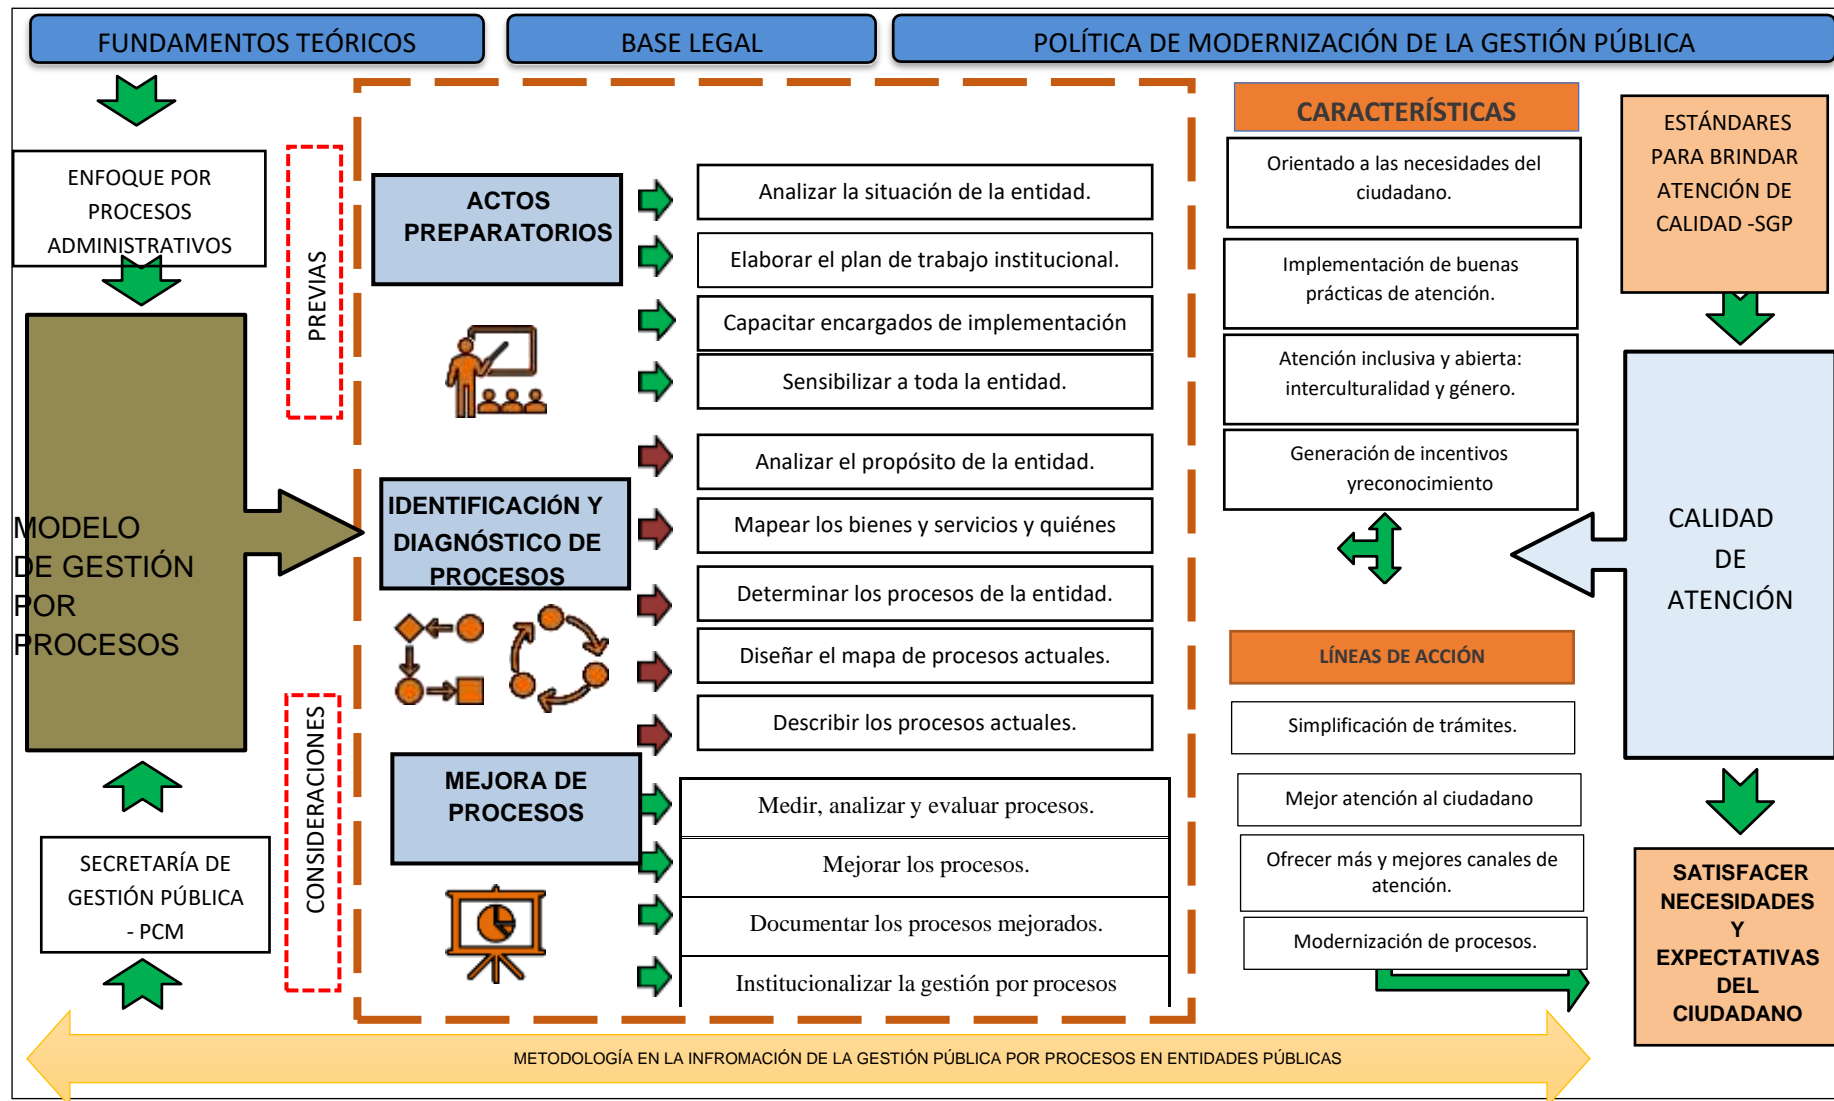 FUNDAMENTOS TEÓRICOS
BASE LEGAL
POLÍTICA DE MODERNIZACIÓN DE LA GESTIÓN PÚBLICA
ENFOQUE POR
PROCESOS
ADMINISTRATIVOS
MODELO
DE GESTIÓN
POR
PROCESOS
SECRETARÍA DE
GESTIÓN PÚBLICA
- PCM
PREVIAS
CONSIDERACIONES
ACTOS
PREPARATORIOS
Analizar la situación de la entidad.
Elaborar el plan de trabajo institucional.
Capacitar encargados de implementación
Sensibilizar a toda la entidad.
IDENTIFICACIÓN Y
DIAGNÓSTICO DE
PROCESOS
Analizar el propósito de la entidad.
Mapear los bienes y servicios y quiénes
Determinar los procesos de la entidad.
Diseñar el mapa de procesos actuales.
Describir los procesos actuales.
MEJORA DE
PROCESOS
Medir, analizar y evaluar procesos.
Mejorar los procesos.
Documentar los procesos mejorados.
Institucionalizar la gestión por procesos
CARACTERÍSTICAS
Orientado a las necesidades del
ciudadano.
Implementación de buenas
prácticas de atención.
Atención inclusiva y abierta:
interculturalidad y género.
Generación de incentivos
yreconocimiento
LÍNEAS DE ACCIÓN
Simplificación de trámites.
Mejor atención al ciudadano
Ofrecer más y mejores canales de
atención.
Modernización de procesos.
ESTÁNDARES
PARA BRINDAR
ATENCIÓN DE
CALIDAD -SGP
CALIDAD
DE
ATENCIÓN
SATISFACER
NECESIDADES
Y
EXPECTATIVAS
DEL
CIUDADANO
METODOLOGÍA EN LA INFROMACIÓN DE LA GESTIÓN PÚBLICA POR PROCESOS EN ENTIDADES PÚBLICAS